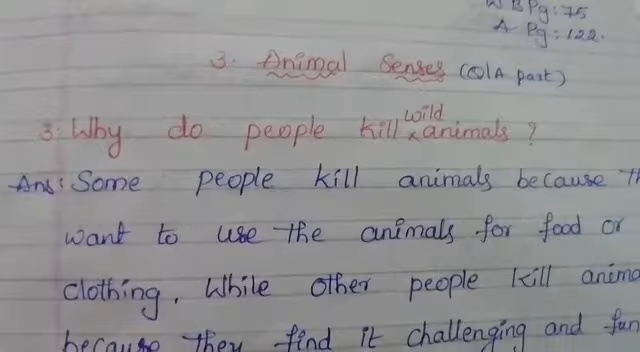 W B Pg: 75
A Pg: 122.
3. Animal Senses (Q/A part)
3. Why do people kill wild animals?
Ans: Some people kill animals because
want to use the animals for food or
clothing. While other people kill
because they find it challenging and